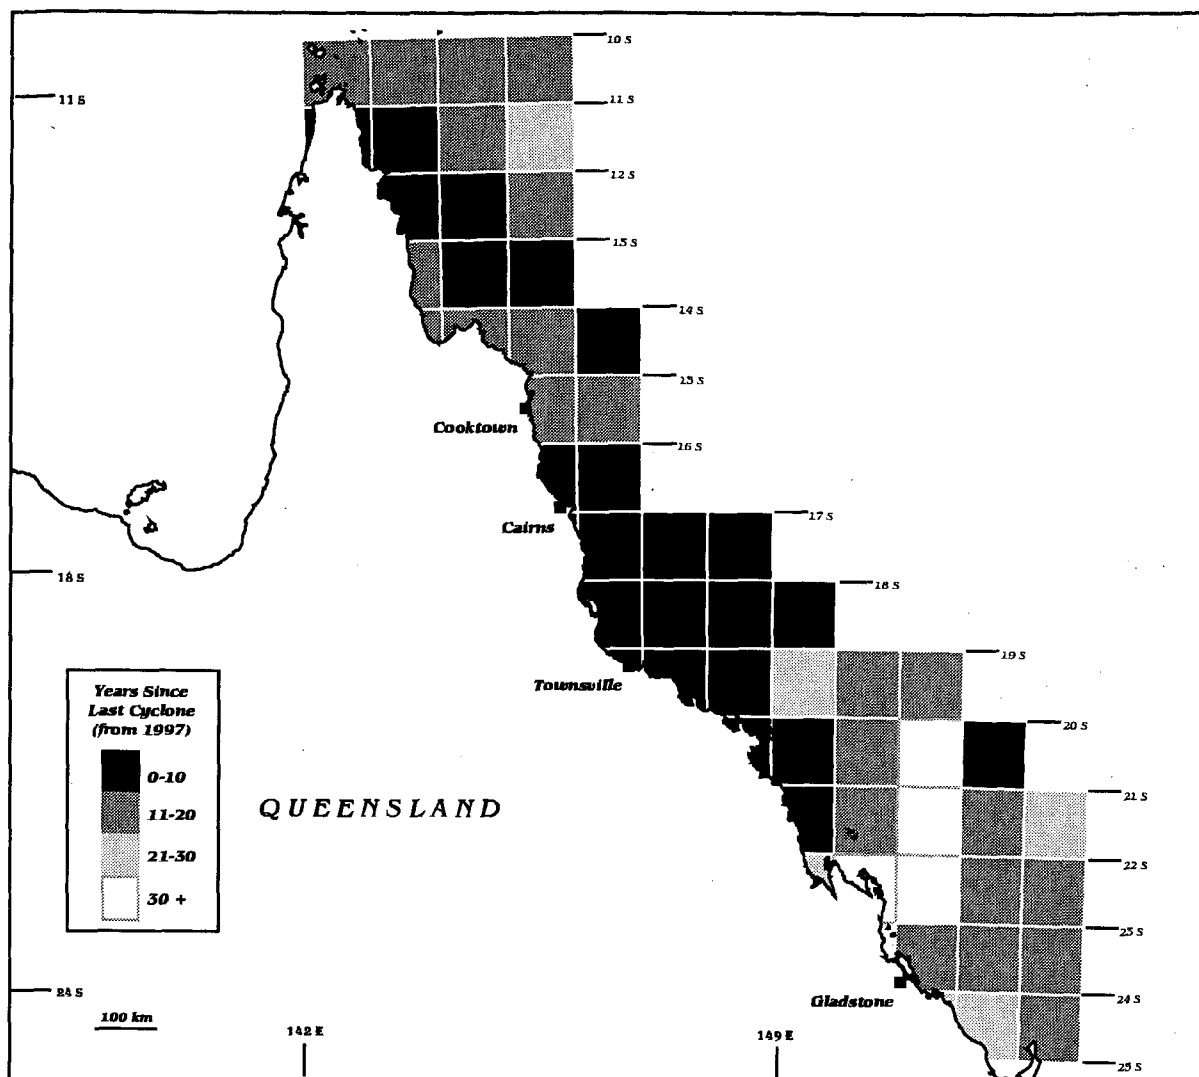 10 S
11 S
11 S
12 S
13 S
14 S
15 S
Cooktown
16 S
Cairns
17 S
18 S
18 S
19 S
Townsville
Years Since
Last Cyclone
(from 1997)
0-10
11-20
21-30
30 +
20 S
QUEENSLAND
21 S
22 S
23 S
24 S
Gladstone
24 S
100 km
142 E
149 E
25 S